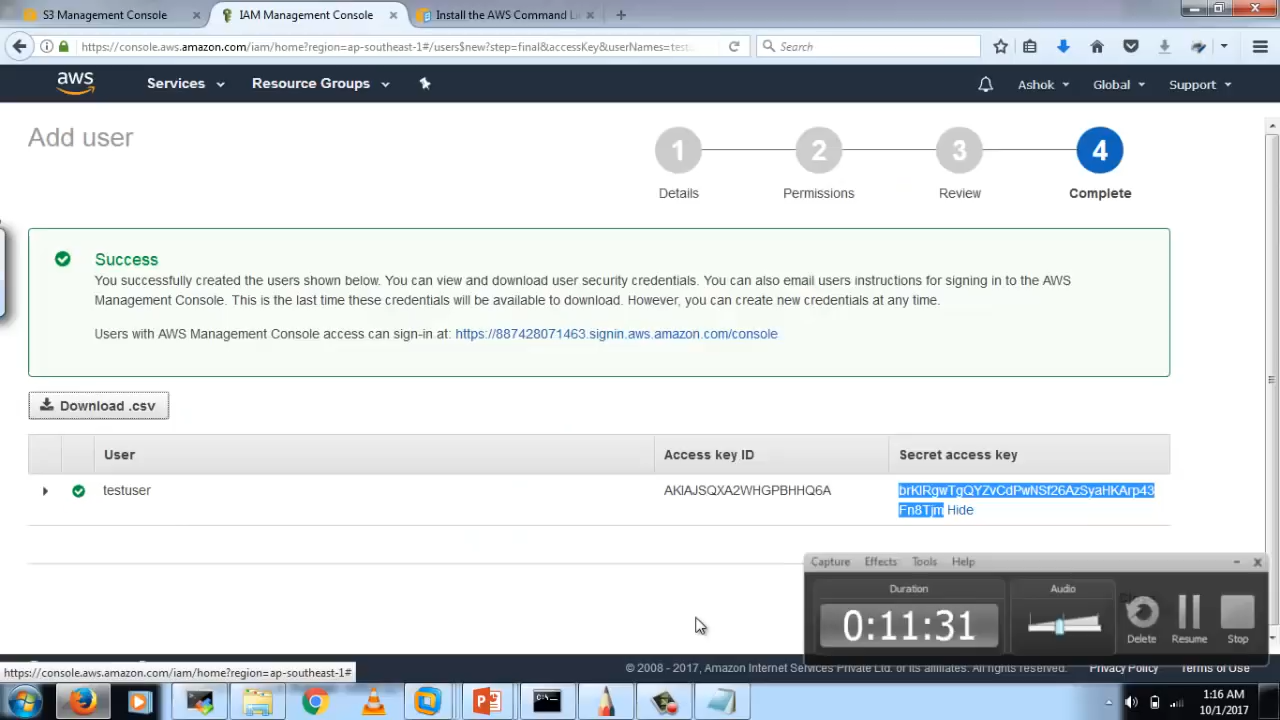 S3 Management Console
IAM Management Console
Install the AWS Command Li
https://console.aws.amazon.com/iam/home?region=ap-southeast-1#/users$new?step=final&accessKey&userNames=tes
Search
aws
Services
Resource Groups
Ashok
Global
Support
Add user
1
2
3
4
Details
Permissions
Review
Complete
Success
You successfully created the users shown below. You can view and download user security credentials. You can also email users instructions for signing in to the AWS
Management Console. This is the last time these credentials will be available to download. However, you can create new credentials at any time.
Users with AWS Management Console access can sign-in at: https://887428071463.signin.aws.amazon.com/console
Download .csv
User Access key ID Secret access key
testuser AKIAJSQXA2WHGPBHHQ6A
Fn8Tjm Hide
Capture Effects Tools Help
Duration
Audio
0:11:31
Delete
Resume
Stop
https://console.aws.amazon.com/iam/home?region=ap-southeast-1#
© 2008 - 2017, Amazon Internet Services Private Ltd. or its affiliates. All rights reserved.
Privacy Policy
Terms of Use
1:16 AM
10/1/2017